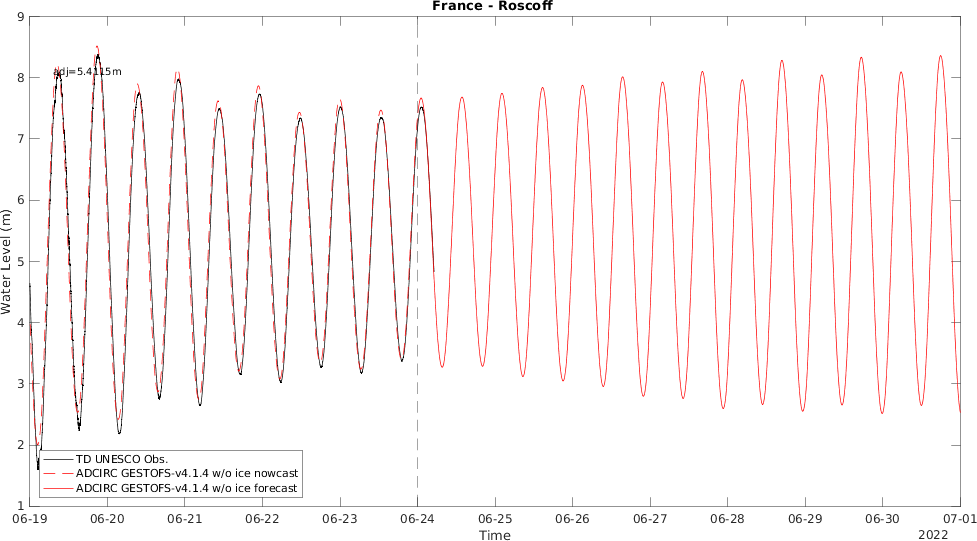 France - Roscoff
9
8
7
6
5
4
3
2
1
Water Level (m)
adj=5.4115m
TD UNESCO Obs.
ADCIRC GESTOFS-v4.1.4 w/o ice nowcast
ADCIRC GESTOFS-v4.1.4 w/o ice forecast
06-19 06-20 06-21 06-22 06-23 06-24 06-25 06-26 06-27 06-28 06-29 06-30 07-01
Time
2022